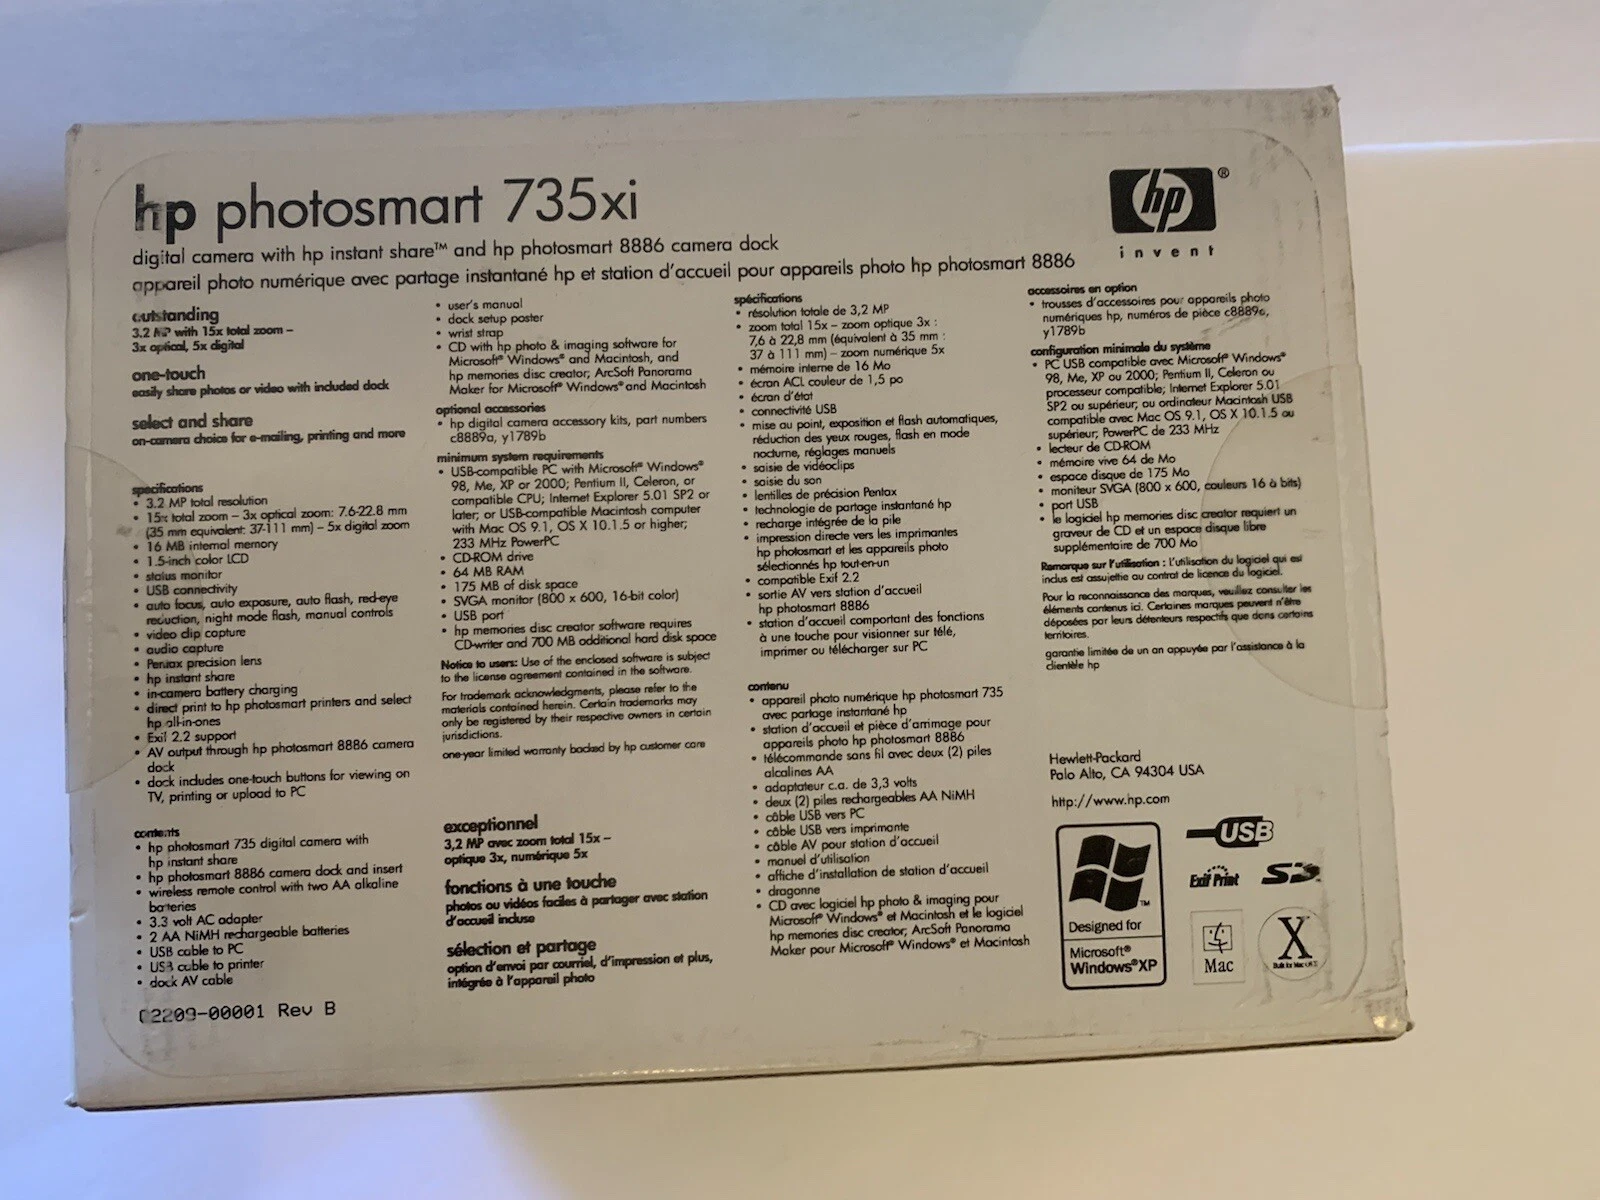 hp photosmart 735xi
digital camera with hp instant share™ and hp photosmart 8886 camera dock
appareil photo numérique avec partage instantané hp et station d'accueil pour appareils photo hp photosmart 8886
hp®
invent
outstanding
3.2 MP with 15x total zoom –
3x optical, 5x digital
one-touch
easily share photos or video with included dock
select and share
on-camera choice for e-mailing, printing and more
specifications
• 3.2 MP total resolution
• 15x total zoom – 3x optical zoom: 7.6-22.8 mm
(35 mm equivalent: 37-111 mm) – 5x digital zoom
• 16 MB internal memory
• 1.5-inch color LCD
• status monitor
• USB connectivity
• auto focus, auto exposure, auto flash, red-eye
reduction, night mode flash, manual controls
• video clip capture
• audio capture
• Pentax precision lens
• hp instant share
• in-camera battery charging
• direct print to hp photosmart printers and select
hp all-in-ones
• Exif 2.2 support
• AV output through hp photosmart 8886 camera
dock
• dock includes one-touch buttons for viewing on
TV, printing or upload to PC
contents
• hp photosmart 735 digital camera with
hp instant share
• hp photosmart 8886 camera dock and insert
• wireless remote control with two AA alkaline
batteries
• 3.3 volt AC adapter
• 2 AA NiMH rechargeable batteries
• USB cable to PC
• USB cable to printer
• dock AV cable
C2209-00001 Rev B
• user's manual
• dock setup poster
• wrist strap
• CD with hp photo & imaging software for
Microsoft® Windows® and Macintosh, and
hp memories disc creator; ArcSoft Panorama
Maker for Microsoft® Windows® and Macintosh
optional accessories
• hp digital camera accessory kits, part numbers
c8889a, y1789b
minimum system requirements
• USB-compatible PC with Microsoft® Windows®
98, Me, XP or 2000; Pentium II, Celeron, or
compatible CPU; Internet Explorer 5.01 SP2 or
later; or USB-compatible Macintosh computer
with Mac OS 9.1, OS X 10.1.5 or higher;
233 MHz PowerPC
• CD-ROM drive
• 64 MB RAM
• 175 MB of disk space
• SVGA monitor (800 x 600, 16-bit color)
• USB port
• hp memories disc creator software requires
CD-writer and 700 MB additional hard disk space
Notice to users: Use of the enclosed software is subject
to the license agreement contained in the software.
For trademark acknowledgments, please refer to the
materials contained herein. Certain trademarks may
only be registered by their respective owners in certain
jurisdictions.
one-year limited warranty backed by hp customer care
exceptionnel
3,2 MP avec zoom total 15x –
optique 3x, numérique 5x
fonctions à une touche
photos ou vidéos faciles à partager avec station
d'accueil incluse
sélection et partage
option d'envoi par courriel, d'impression et plus,
intégrée à l'appareil photo
spécifications
• résolution totale de 3,2 MP
• zoom total 15x – zoom optique 3x :
7,6 à 22,8 mm (équivalent à 35 mm :
37 à 111 mm) – zoom numérique 5x
• mémoire interne de 16 Mo
• écran ACL couleur de 1,5 po
• écran d'état
• connectivité USB
• mise au point, exposition et flash automatiques,
réduction des yeux rouges, flash en mode
nocturne, réglages manuels
• saisie de vidéoclips
• saisie du son
• lentilles de précision Pentax
• technologie de partage instantané hp
• recharge intégrée de la pile
• impression directe vers les imprimantes
hp photosmart et les appareils photo
sélectionnés hp tout-en-un
• compatible Exif 2.2
• sortie AV vers station d'accueil
hp photosmart 8886
• station d'accueil comportant des fonctions
à une touche pour visionner sur télé,
imprimer ou télécharger sur PC
contenu
• appareil photo numérique hp photosmart 735
avec partage instantané hp
• station d'accueil et pièce d'arrimage pour
appareils photo hp photosmart 8886
• télécommande sans fil avec deux (2) piles
alcalines AA
• adaptateur c.a. de 3,3 volts
• deux (2) piles rechargeables AA NiMH
• câble USB vers PC
• câble USB vers imprimante
• câble AV pour station d'accueil
• manuel d'utilisation
• affiche d'installation de station d'accueil
• dragonne
• CD avec logiciel hp photo & imaging pour
Microsoft® Windows® et Macintosh et le logiciel
hp memories disc creator; ArcSoft Panorama
Maker pour Microsoft® Windows® et Macintosh
accessoires en option
• trousses d'accessoires pour appareils photo
numériques hp, numéros de pièce c8889a,
y1789b
configuration minimale du système
• PC USB compatible avec Microsoft® Windows®
98, Me, XP ou 2000; Pentium II, Celeron ou
processeur compatible; Internet Explorer 5.01
SP2 ou supérieur; ou ordinateur Macintosh USB
compatible avec Mac OS 9.1, OS X 10.1.5 ou
supérieur; PowerPC de 233 MHz
• lecteur de CD-ROM
• mémoire vive 64 de Mo
• espace disque de 175 Mo
• moniteur SVGA (800 x 600, couleurs 16 à bits)
• port USB
• le logiciel hp memories disc creator requiert un
graveur de CD et un espace disque libre
supplémentaire de 700 Mo
Remarque sur l'utilisation : L'utilisation du logiciel qui est
inclus est assujettie au contrat de licence du logiciel.
Pour la reconnaissance des marques, veuillez consulter les
éléments contenus ici. Certaines marques peuvent n'être
déposées par leurs détenteurs respectifs que dans certains
territoires.
garantie limitée de un an appuyée par l'assistance à la
clientèle hp
Hewlett-Packard
Palo Alto, CA 94304 USA
http://www.hp.com
™
Designed for
Microsoft®
Windows®XP
USB
Exif Print
SD
Mac
X
Built for Mac OS X